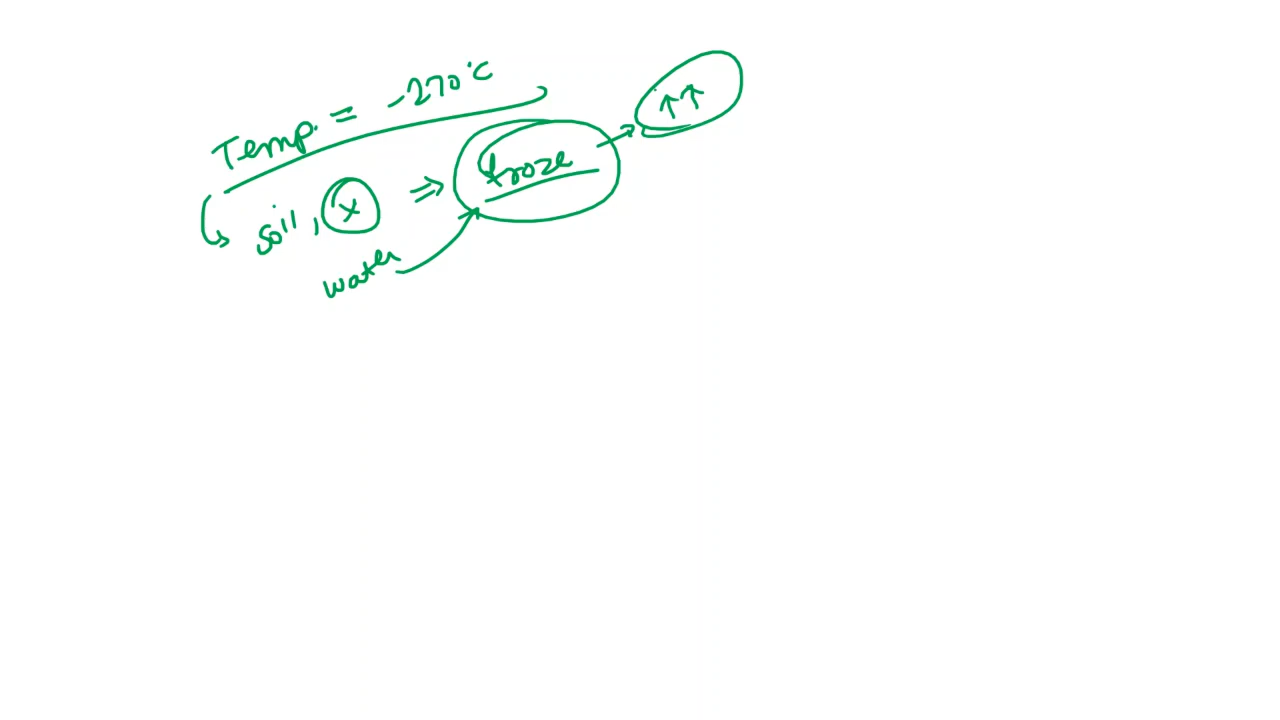 Temp. = -270°C
↑↑
soil, x ⇒ froze
water